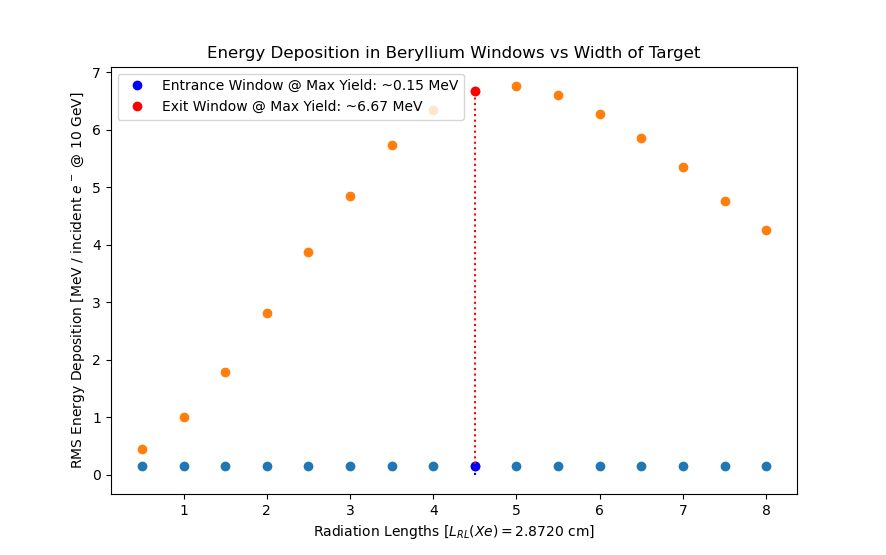 Energy Deposition in Beryllium Windows vs Width of Target
Entrance Window @ Max Yield: ~0.15 MeV
Exit Window @ Max Yield: ~6.67 MeV
RMS Energy Deposition [MeV / incident e⁻ @ 10 GeV]
7
6
5
4
3
2
1
0
1 2 3 4 5 6 7 8
Radiation Lengths [L_RL(Xe) = 2.8720 cm]